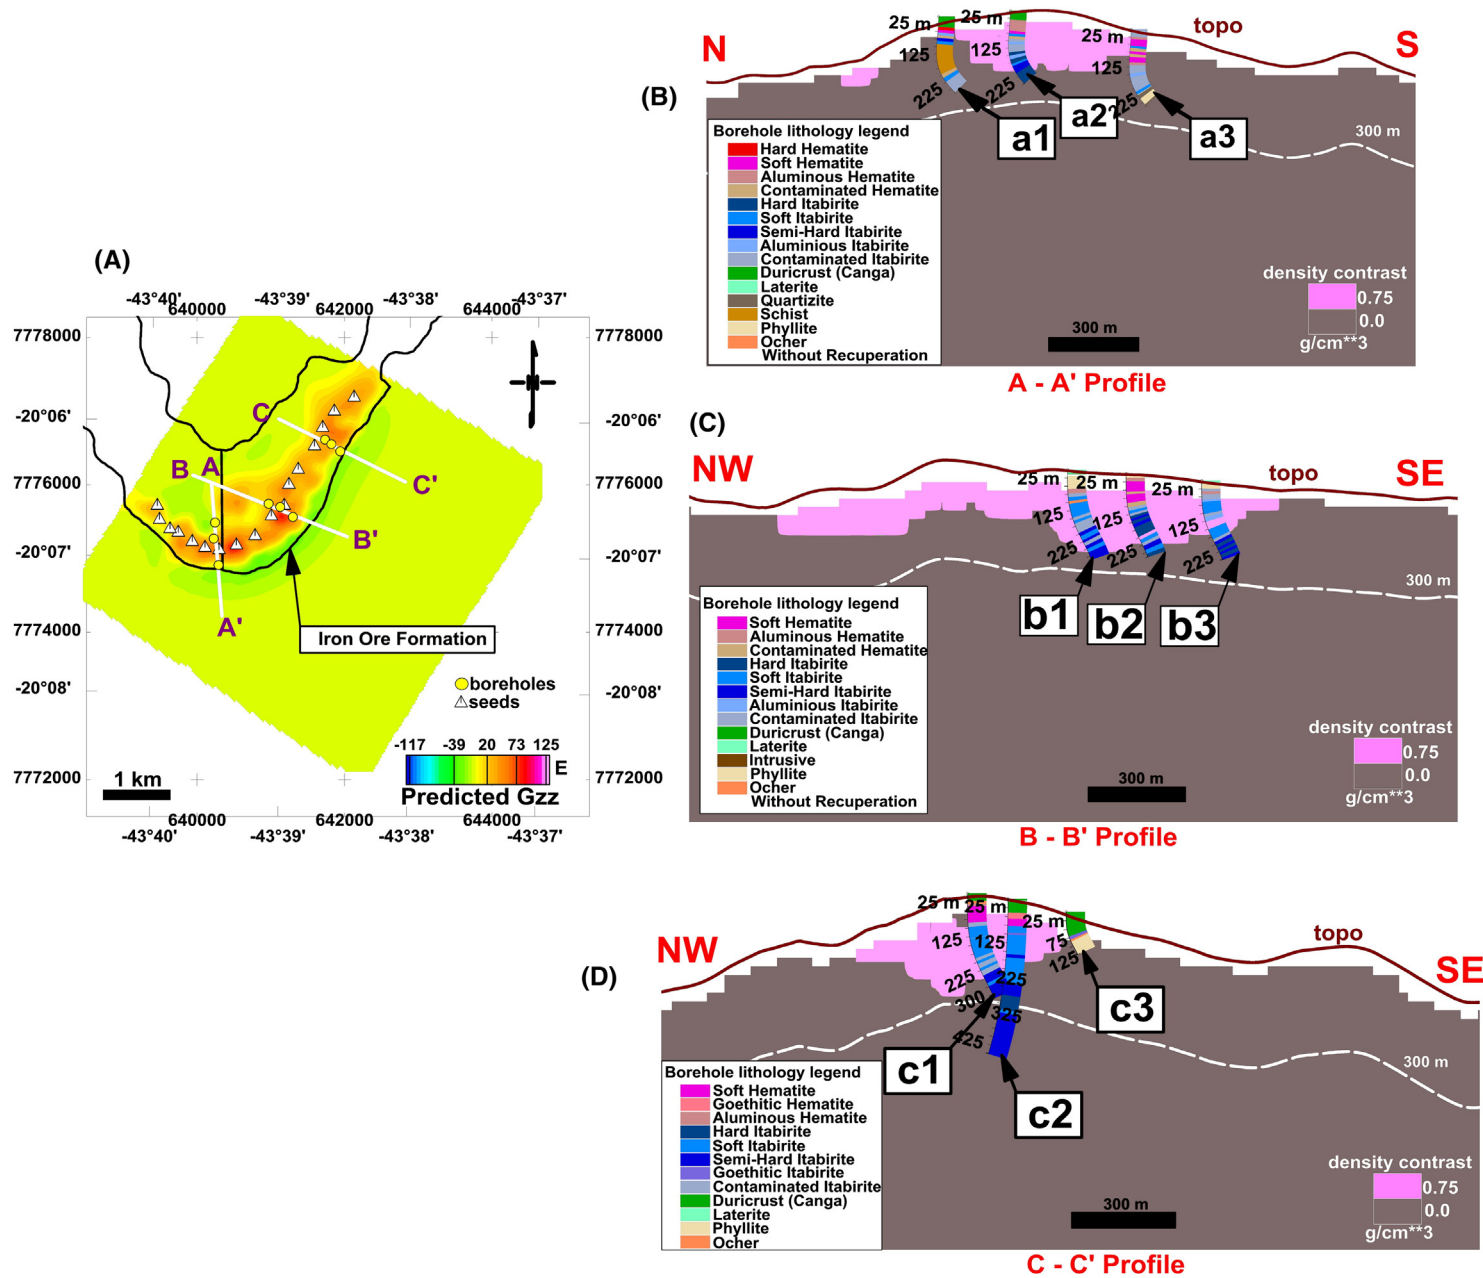 (A)
-43°40' -43°39' -43°38' -43°37'
640000 642000 644000
7778000 7778000
-20°06' -20°06'
C
B A
7776000 C' 7776000
B'
-20°07' -20°07'
A'
Iron Ore Formation
7774000 7774000
boreholes
seeds
-20°08' -20°08'
-117 -39 20 73 125
E
Predicted Gzz
7772000 7772000
1 km
640000 642000 644000
-43°40' -43°39' -43°38' -43°37'
(B)
N
S
topo
25 m 25 m 25 m
125 125 125
225 225 225
a1
a2
a3
300 m
Borehole lithology legend
Hard Hematite
Soft Hematite
Aluminous Hematite
Contaminated Hematite
Hard Itabirite
Soft Itabirite
Semi-Hard Itabirite
Aluminious Itabirite
Contaminated Itabirite
Duricrust (Canga)
Laterite
Quartizite
Schist
Phyllite
Ocher
Without Recuperation
300 m
density contrast
0.75
0.0
g/cm**3
A - A' Profile
(C)
NW
SE
topo
25 m 25 m 25 m
125 125 125
225 225 225
b1
b2
b3
300 m
Borehole lithology legend
Soft Hematite
Aluminous Hematite
Contaminated Hematite
Hard Itabirite
Soft Itabirite
Semi-Hard Itabirite
Aluminious Itabirite
Contaminated Itabirite
Duricrust (Canga)
Laterite
Intrusive
Phyllite
Ocher
Without Recuperation
300 m
density contrast
0.75
0.0
g/cm**3
B - B' Profile
(D)
NW
SE
topo
25 m 25 m 25 m
125 125 75
225 225 125
300 325
425
c1
c2
c3
300 m
Borehole lithology legend
Soft Hematite
Goethitic Hematite
Aluminous Hematite
Hard Itabirite
Soft Itabirite
Semi-Hard Itabirite
Goethitic Itabirite
Contaminated Itabirite
Duricrust (Canga)
Laterite
Phyllite
Ocher
300 m
density contrast
0.75
0.0
g/cm**3
C - C' Profile